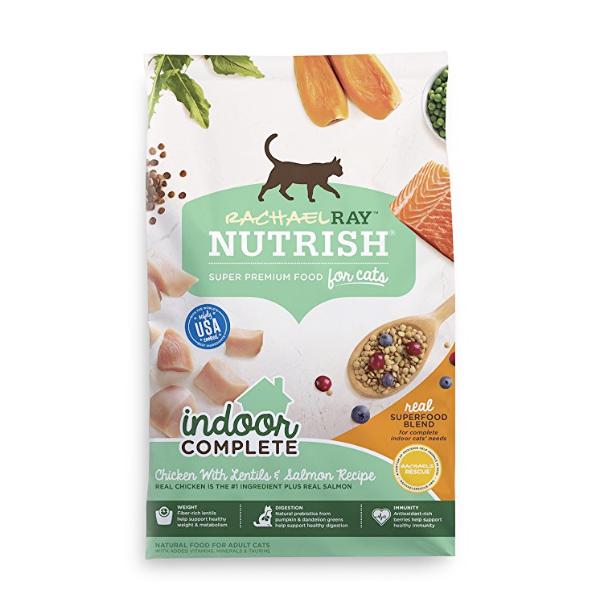 RACHAEL RAY™
NUTRISH®
SUPER PREMIUM FOOD for cats
safely
USA
cooked
indoor
COMPLETE
real
SUPERFOOD
BLEND
for complete
indoor cats' needs
RACHAEL'S
RESCUE
Chicken With Lentils & Salmon Recipe
REAL CHICKEN IS THE #1 INGREDIENT PLUS REAL SALMON
WEIGHT
Fiber-rich lentils
help support healthy
weight & metabolism
DIGESTION
Natural prebiotics from
pumpkin & dandelion greens
help support healthy digestion
IMMUNITY
Antioxidant-rich
berries help support
healthy immunity
NATURAL FOOD FOR ADULT CATS
WITH ADDED VITAMINS, MINERALS & TAURINE